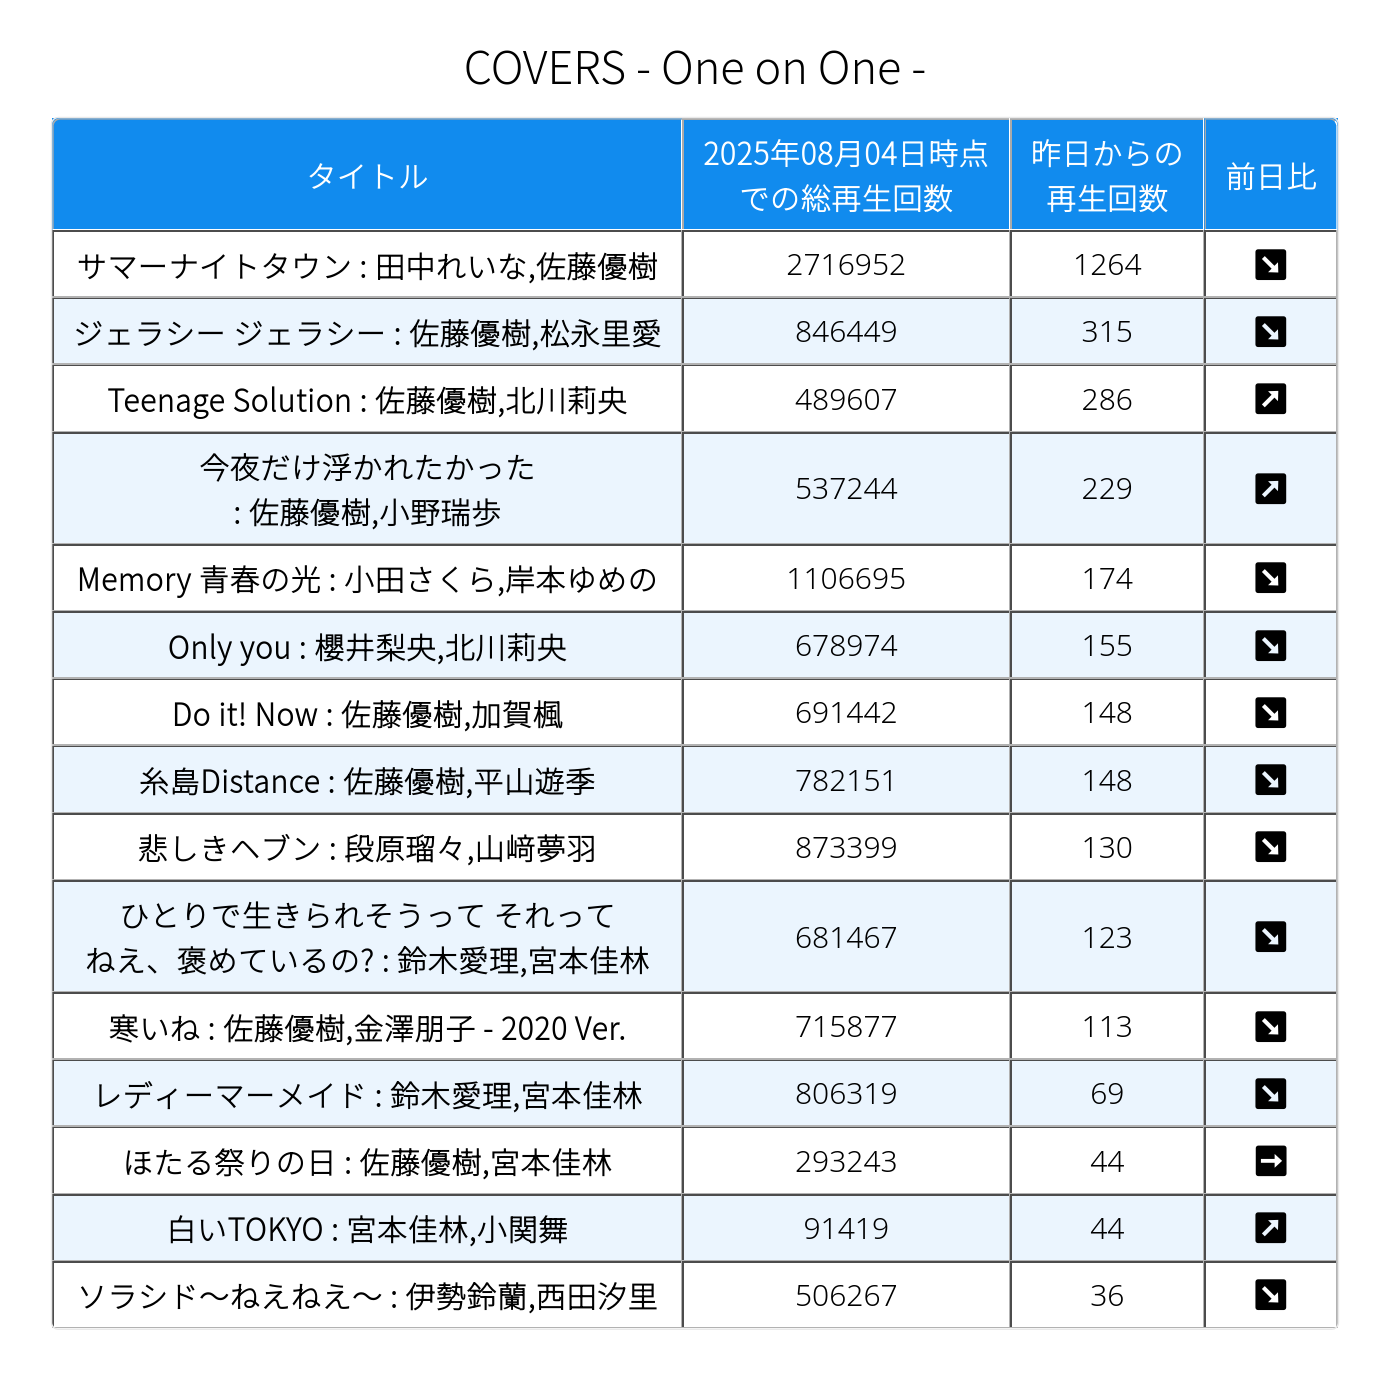 COVERS - One on One -
タイトル
2025年08月04日時点
での総再生回数
昨日からの
再生回数
前日比
サマーナイトタウン : 田中れいな,佐藤優樹 2716952 1264
ジェラシー ジェラシー : 佐藤優樹,松永里愛 846449 315
Teenage Solution : 佐藤優樹,北川莉央 489607 286
今夜だけ浮かれたかった
: 佐藤優樹,小野瑞歩 537244 229
Memory 青春の光 : 小田さくら,岸本ゆめの 1106695 174
Only you : 櫻井梨央,北川莉央 678974 155
Do it! Now : 佐藤優樹,加賀楓 691442 148
糸島Distance : 佐藤優樹,平山遊季 782151 148
悲しきヘブン : 段原瑠々,山﨑夢羽 873399 130
ひとりで生きられそうって それって
ねえ、褒めているの? : 鈴木愛理,宮本佳林 681467 123
寒いね : 佐藤優樹,金澤朋子 - 2020 Ver. 715877 113
レディーマーメイド : 鈴木愛理,宮本佳林 806319 69
ほたる祭りの日 : 佐藤優樹,宮本佳林 293243 44
白いTOKYO : 宮本佳林,小関舞 91419 44
ソラシド〜ねえねえ〜 : 伊勢鈴蘭,西田汐里 506267 36